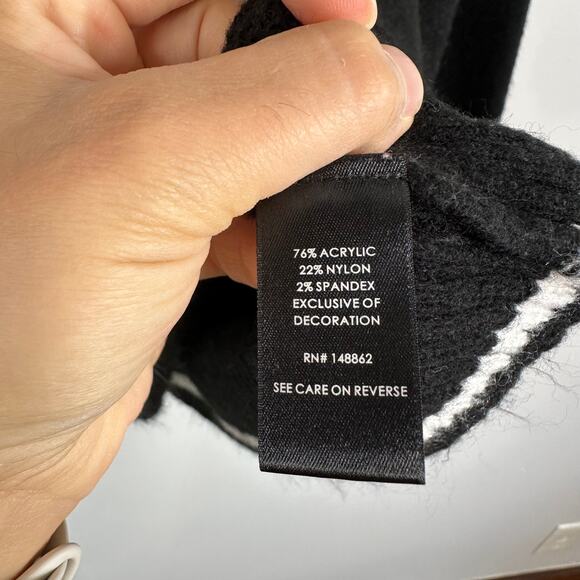 76% ACRYLIC
22% NYLON
2% SPANDEX
EXCLUSIVE OF
DECORATION
RN# 148862
SEE CARE ON REVERSE